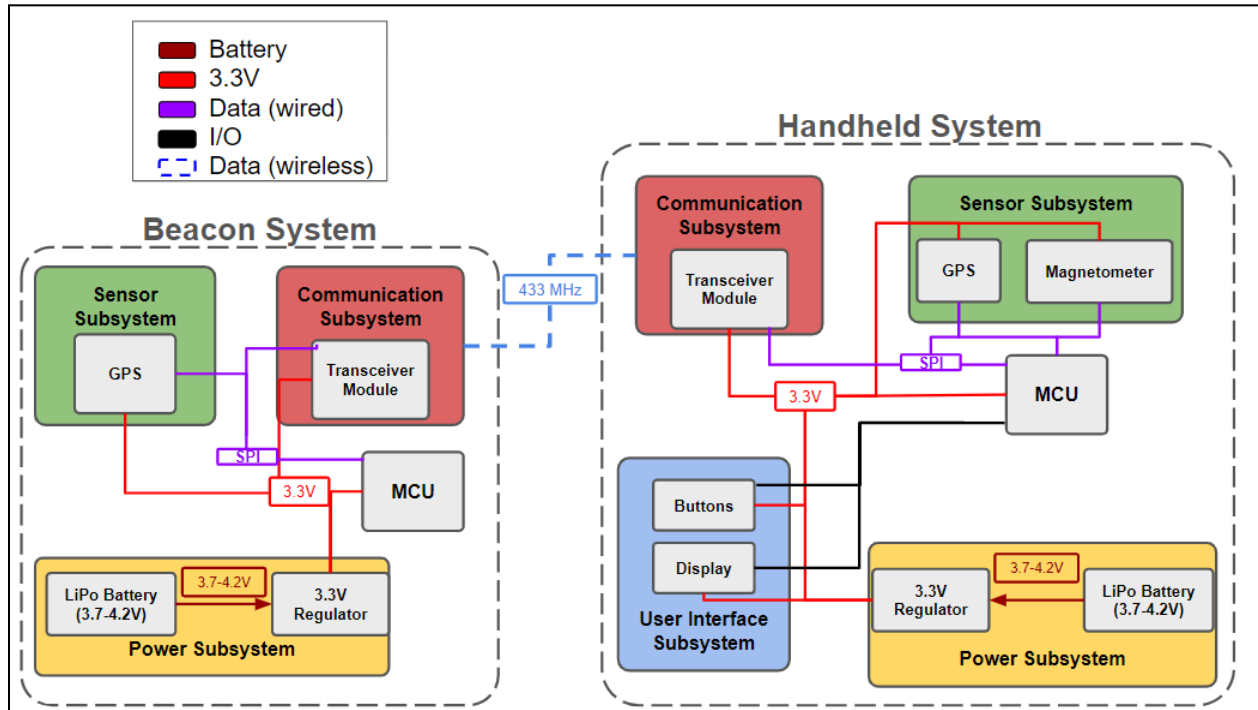 Battery
3.3V
Data (wired)
I/O
Data (wireless)
Beacon System
Sensor
Subsystem
GPS
Communication
Subsystem
Transceiver
Module
SPI
3.3V
MCU
LiPo Battery
(3.7-4.2V)
3.7-4.2V
3.3V
Regulator
Power Subsystem
433 MHz
Handheld System
Communication
Subsystem
Transceiver
Module
Sensor Subsystem
GPS
Magnetometer
SPI
MCU
3.3V
Buttons
Display
User Interface
Subsystem
3.3V
Regulator
3.7-4.2V
LiPo Battery
(3.7-4.2V)
Power Subsystem